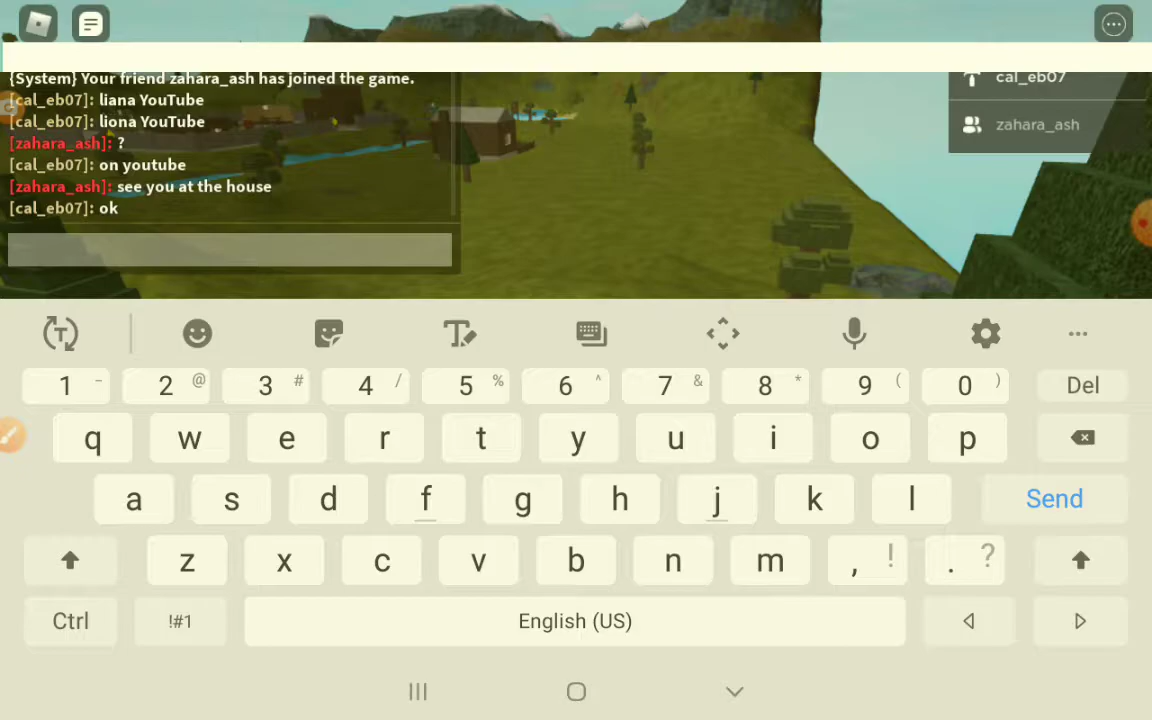 {System} Your friend zahara_ash has joined the game.
cal_eb07
[cal_eb07]: liana YouTube
[cal_eb07]: liona YouTube
zahara_ash
[zahara_ash]: ?
[cal_eb07]: on youtube
[zahara_ash]: see you at the house
[cal_eb07]: ok
T
1 - 2 @ 3 # 4 / 5 % 6 ^ 7 & 8 * 9 ( 0 ) Del
q w e r t y u i o p
a s d f g h j k l Send
z x c v b n m , ! . ?
Ctrl !#1 English (US)